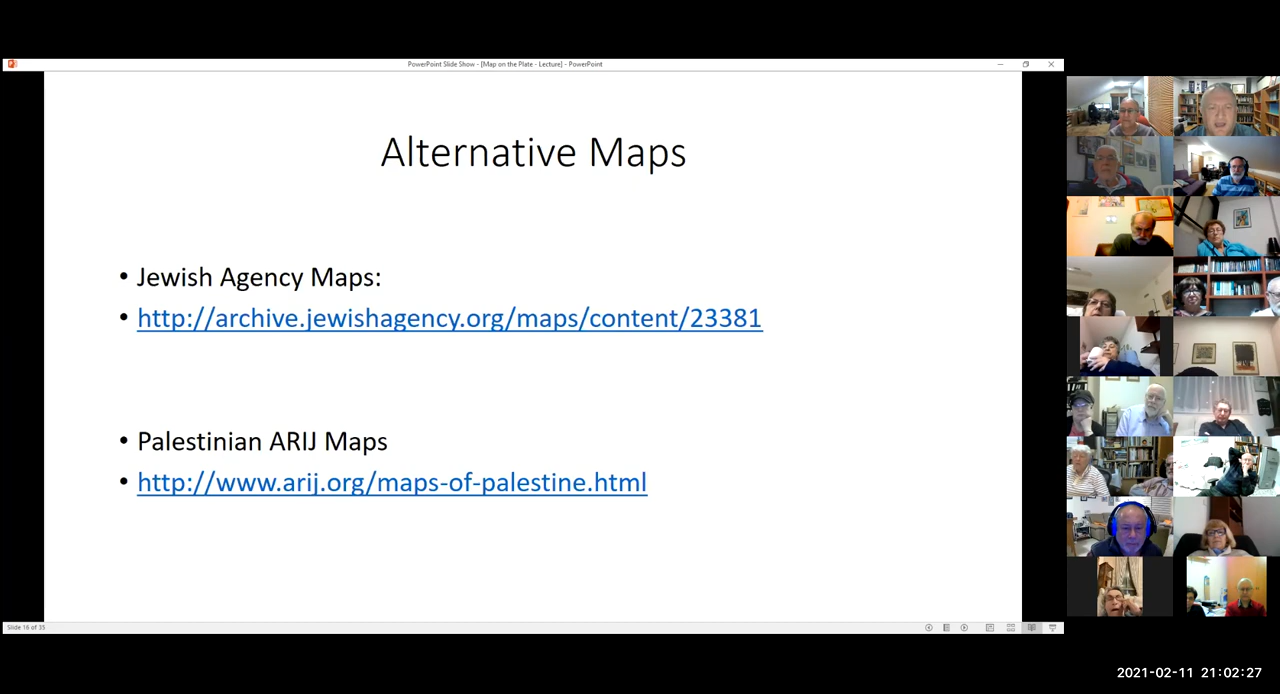 PowerPoint Slide Show - [Map on the Plate - Lecture] - PowerPoint
Alternative Maps
• Jewish Agency Maps:
• http://archive.jewishagency.org/maps/content/23381
• Palestinian ARIJ Maps
• http://www.arij.org/maps-of-palestine.html
Slide 16 of 35
2021-02-11 21:02:27